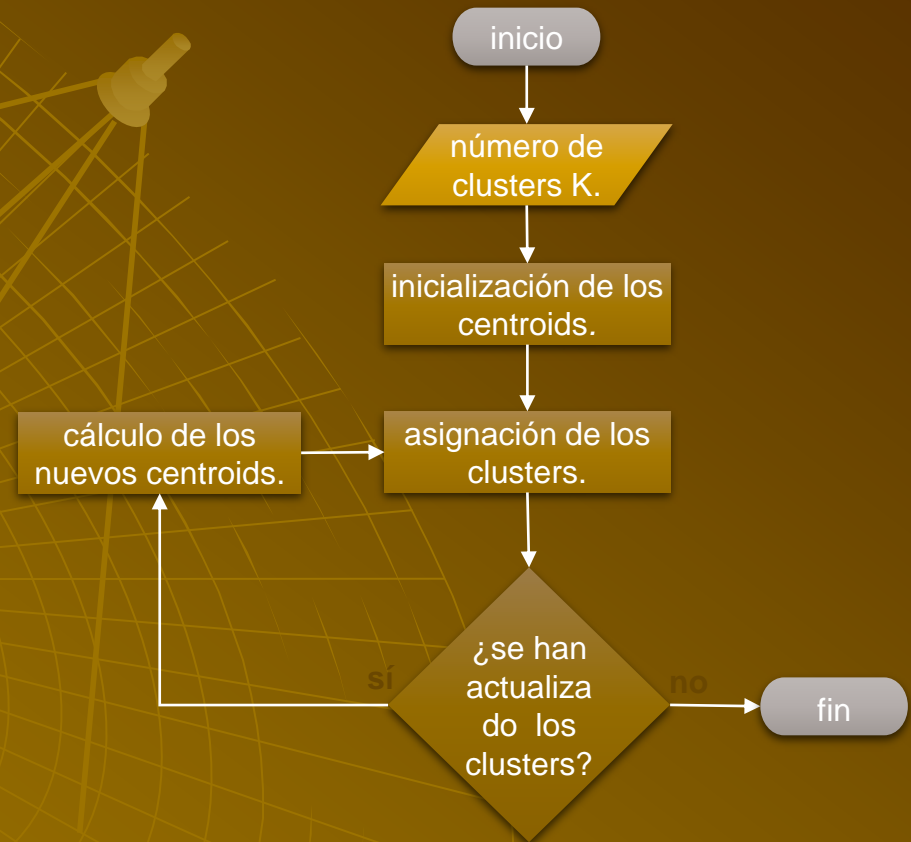 inicio
número de
clusters K.
inicialización de los
centroids.
cálculo de los
nuevos centroids.
asignación de los
clusters.
¿se han
actualiza
do los
clusters?
sí
no
fin